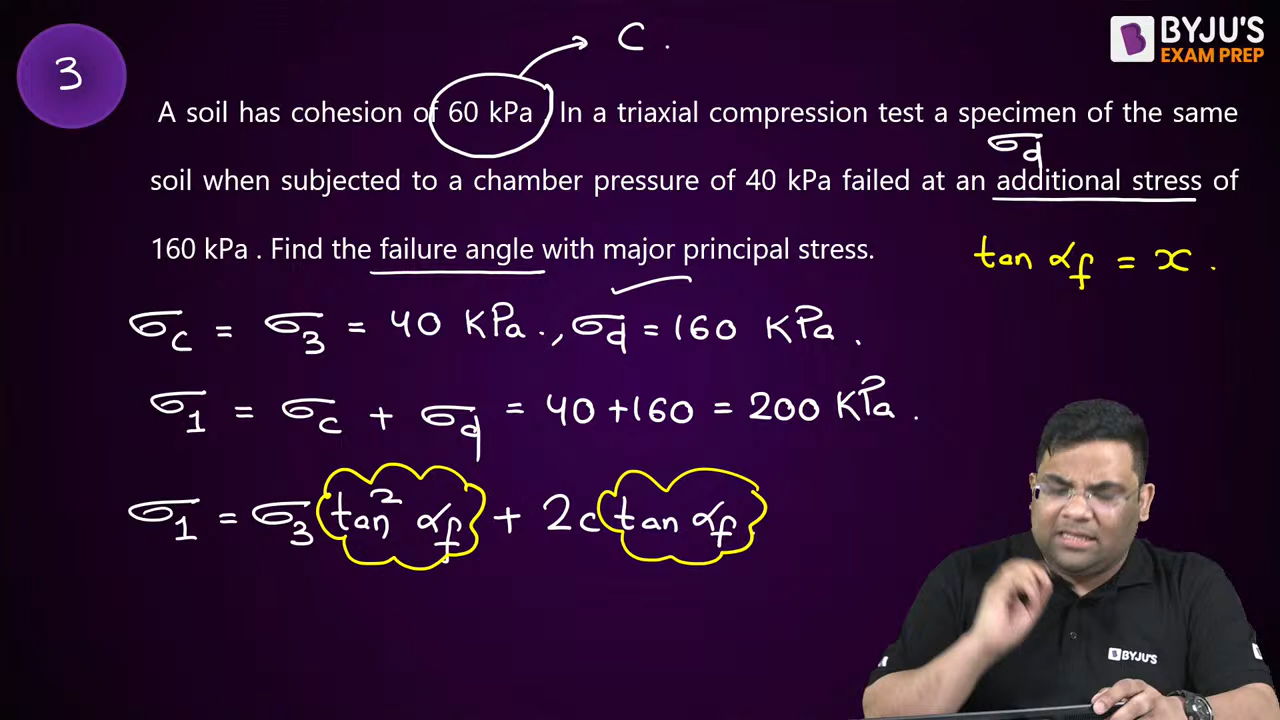 3
C.
BYJU'S
EXAM PREP
A soil has cohesion of 60 kPa. In a triaxial compression test a specimen of the same
σd
soil when subjected to a chamber pressure of 40 kPa failed at an additional stress of
160 kPa . Find the failure angle with major principal stress.
tan αf = x .
σc = σ3 = 40 KPa., σd = 160 KPa.
σ1 = σc + σd = 40 +160 = 200 KPa.
σ1 = σ3 tan² αf + 2c tan αf
BYJU'S